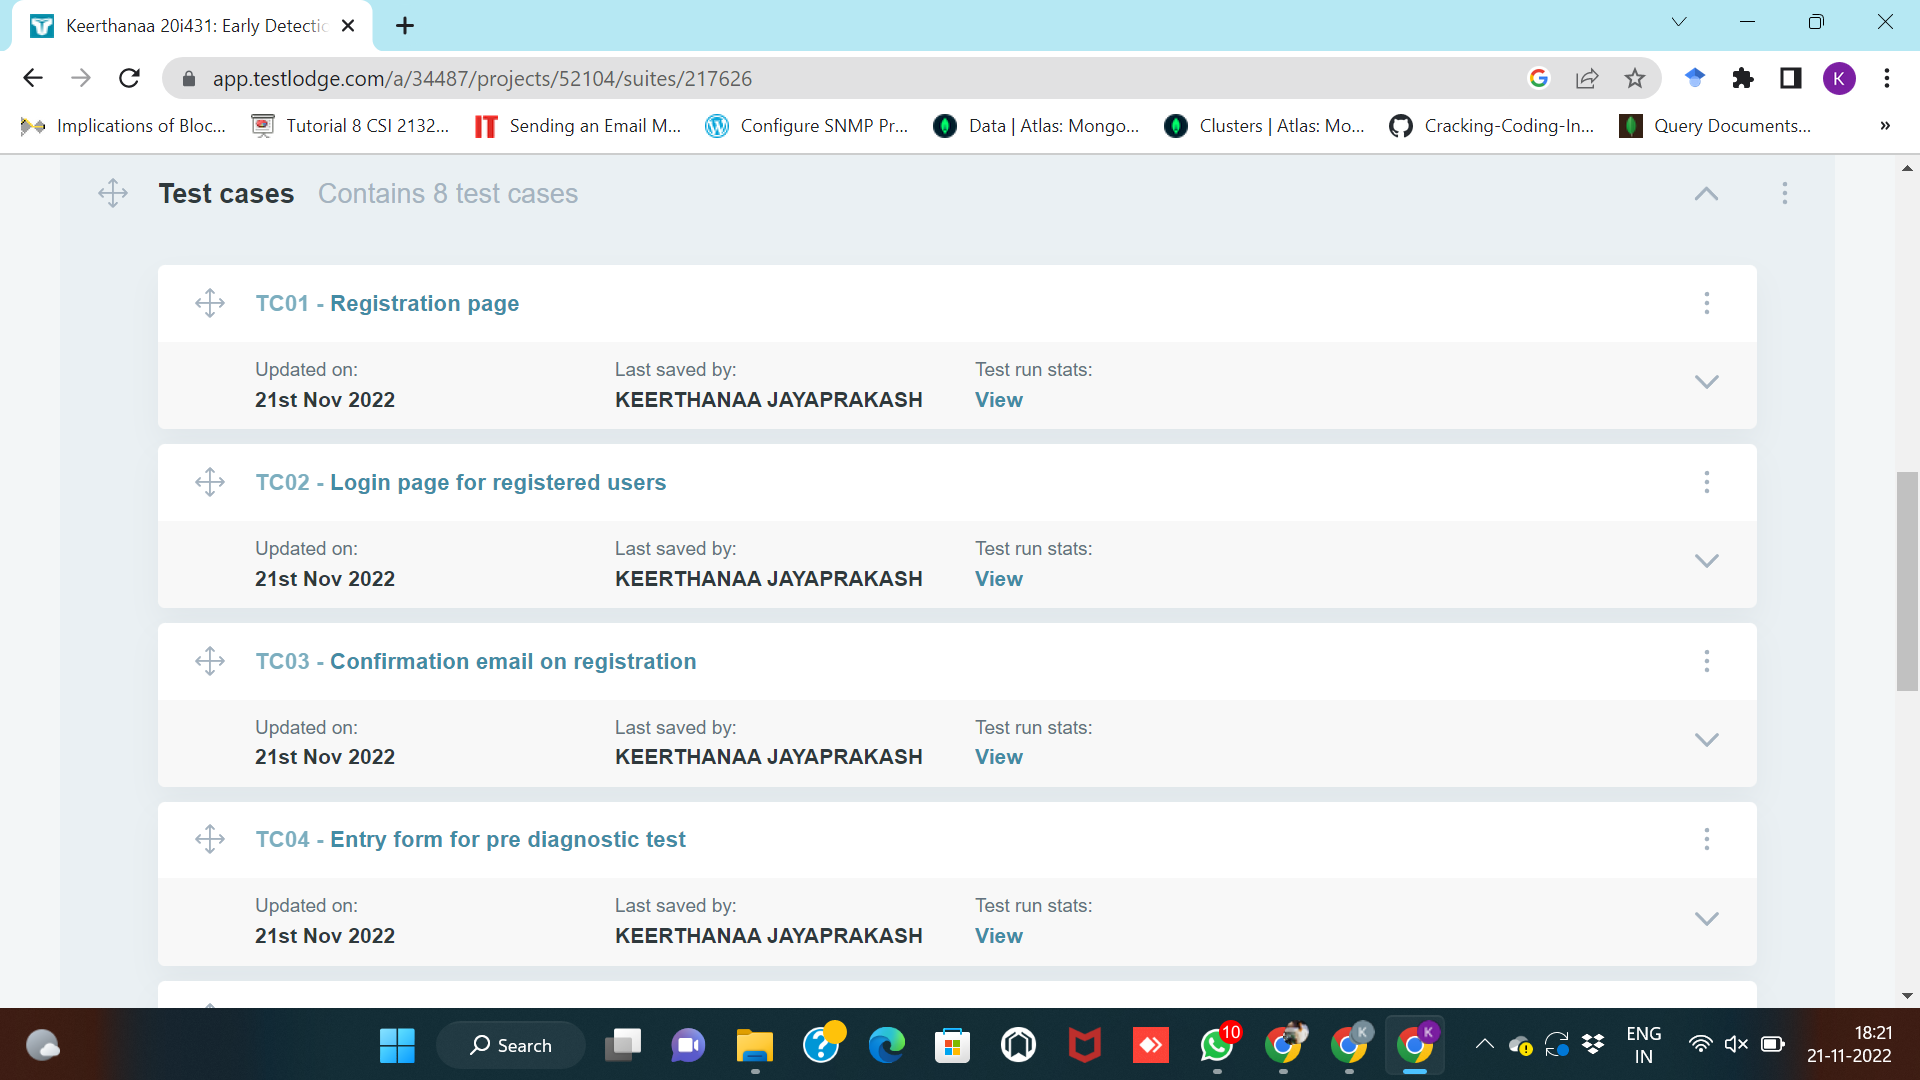 Keerthanaa 20i431: Early Detectic
app.testlodge.com/a/34487/projects/52104/suites/217626
K
Implications of Bloc...
Tutorial 8 CSI 2132...
IT Sending an Email M...
Configure SNMP Pr...
Data | Atlas: Mongo...
Clusters | Atlas: Mo...
Cracking-Coding-In...
Query Documents...
»
Test cases Contains 8 test cases
TC01 - Registration page
Updated on: Last saved by: Test run stats:
21st Nov 2022 KEERTHANAA JAYAPRAKASH View
TC02 - Login page for registered users
Updated on: Last saved by: Test run stats:
21st Nov 2022 KEERTHANAA JAYAPRAKASH View
TC03 - Confirmation email on registration
Updated on: Last saved by: Test run stats:
21st Nov 2022 KEERTHANAA JAYAPRAKASH View
TC04 - Entry form for pre diagnostic test
Updated on: Last saved by: Test run stats:
21st Nov 2022 KEERTHANAA JAYAPRAKASH View
Search
10
K
K
ENG
IN
18:21
21-11-2022